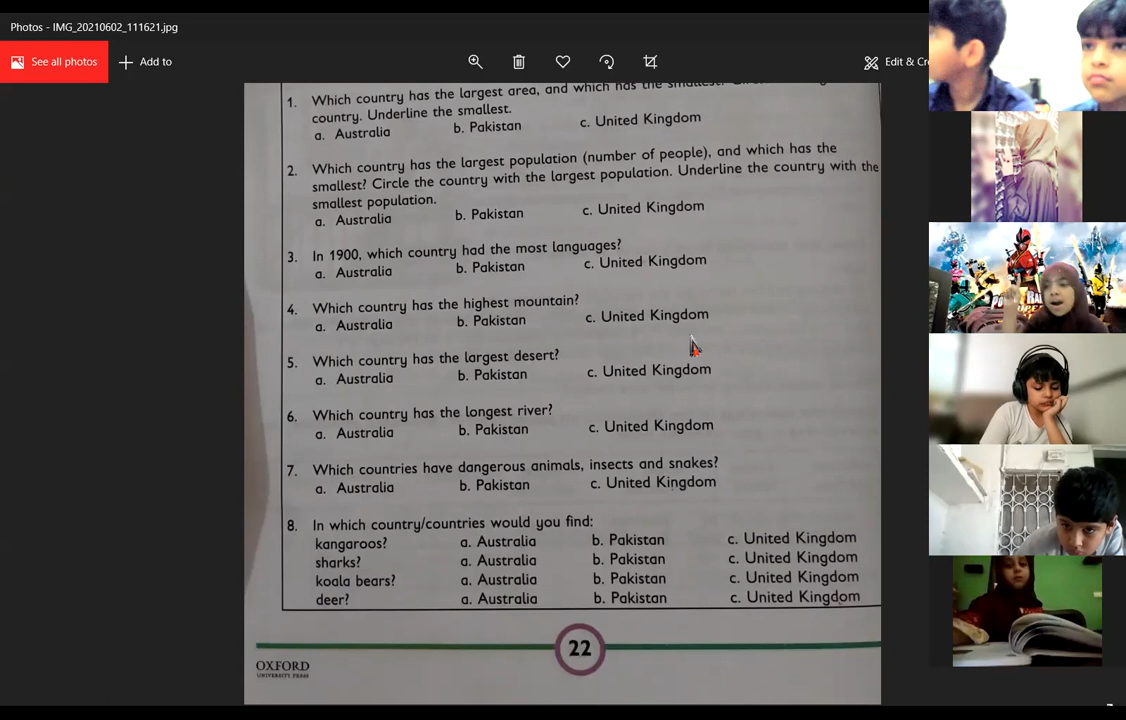 Photos - IMG_20210602_111621.jpg
See all photos
Add to
Edit &
1. Which country has the largest area, and which has the smallest?
country. Underline the smallest.
a. Australia b. Pakistan c. United Kingdom
2. Which country has the largest population (number of people), and which has the
smallest? Circle the country with the largest population. Underline the country with the
smallest population.
a. Australia b. Pakistan c. United Kingdom
3. In 1900, which country had the most languages?
a. Australia b. Pakistan c. United Kingdom
4. Which country has the highest mountain?
a. Australia b. Pakistan c. United Kingdom
5. Which country has the largest desert?
a. Australia b. Pakistan c. United Kingdom
6. Which country has the longest river?
a. Australia b. Pakistan c. United Kingdom
7. Which countries have dangerous animals, insects and snakes?
a. Australia b. Pakistan c. United Kingdom
8. In which country/countries would you find:
kangaroos? a. Australia b. Pakistan c. United Kingdom
sharks? a. Australia b. Pakistan c. United Kingdom
koala bears? a. Australia b. Pakistan c. United Kingdom
deer? a. Australia b. Pakistan c. United Kingdom
22
OXFORD
UNIVERSITY PRESS